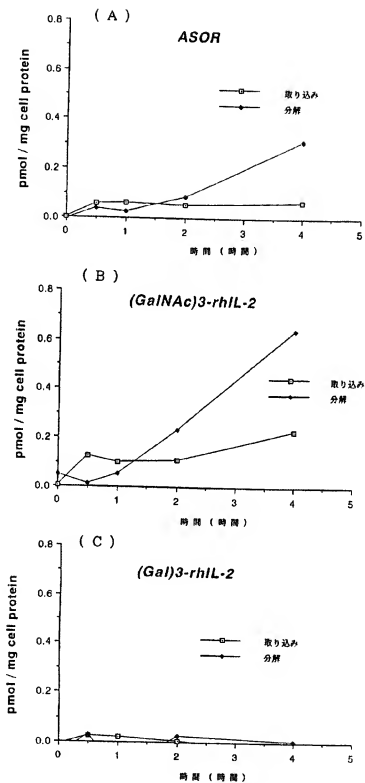 ( A )
ASOR
0.8
0.6
0.4
0.2
0.0
pmol / mg cell protein
取り込み
分解
0 1 2 3 4 5
時間 (時間)
( B )
(GalNAc)3-rhIL-2
0.8
0.6
0.4
0.2
0.0
pmol / mg cell protein
取り込み
分解
0 1 2 3 4 5
時間 (時間)
( C )
(Gal)3-rhIL-2
0.8
0.6
0.4
0.2
0.0
pmol / mg cell protein
取り込み
分解
0 1 2 3 4 5
時間 (時間)